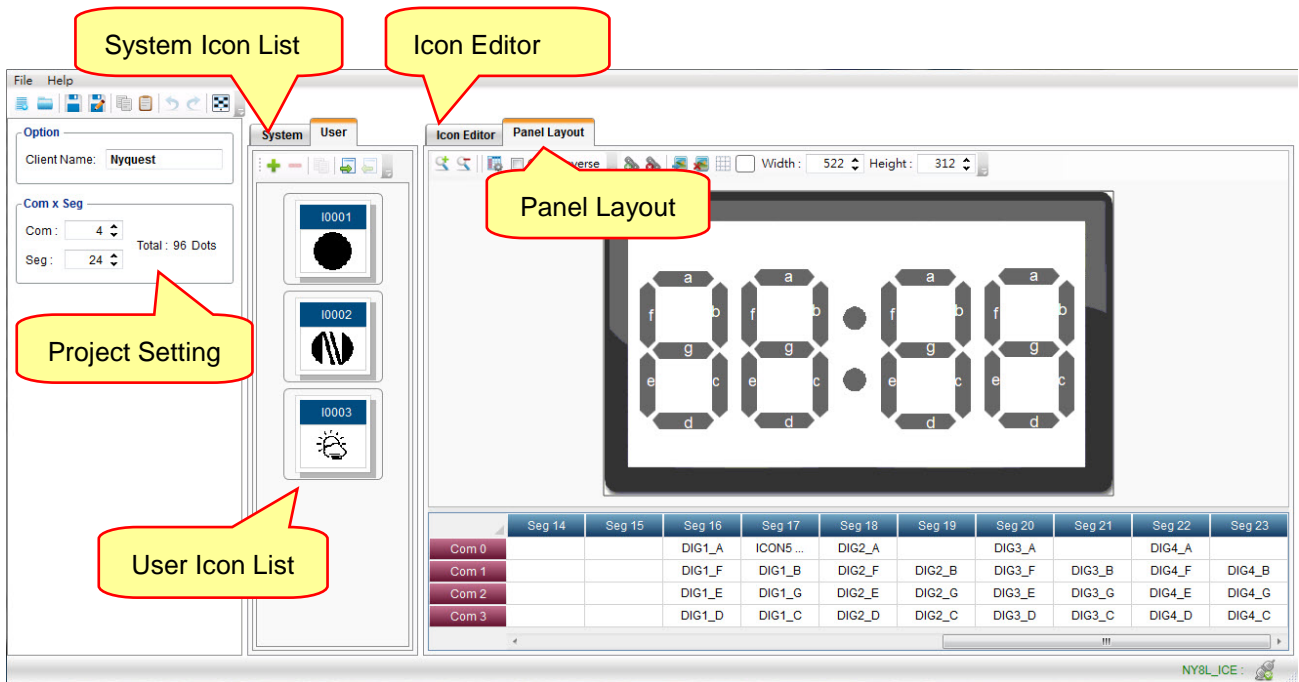 System Icon List
Icon Editor
File Help
Option
Client Name: Nyquest
Com x Seg
Com : 4
Total : 96 Dots
Seg : 24
Project Setting
System User
I0001
I0002
I0003
User Icon List
Icon Editor Panel Layout
Width : 522 Height : 312
Panel Layout
a a a a
f b f b f b f b
g g g g
e c e c e c e c
d d d d
Seg 14 Seg 15 Seg 16 Seg 17 Seg 18 Seg 19 Seg 20 Seg 21 Seg 22 Seg 23
Com 0 DIG1_A ICON5 ... DIG2_A DIG3_A DIG4_A
Com 1 DIG1_F DIG1_B DIG2_F DIG2_B DIG3_F DIG3_B DIG4_F DIG4_B
Com 2 DIG1_E DIG1_G DIG2_E DIG2_G DIG3_E DIG3_G DIG4_E DIG4_G
Com 3 DIG1_D DIG1_C DIG2_D DIG2_C DIG3_D DIG3_C DIG4_D DIG4_C
NY8L_ICE :